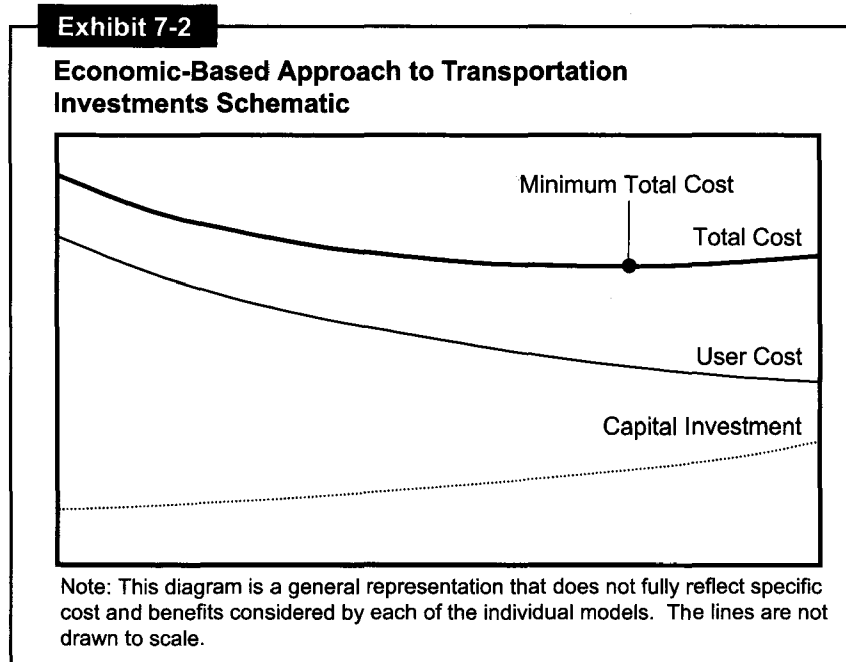 Exhibit 7-2
Economic-Based Approach to Transportation
Investments Schematic
Minimum Total Cost
Total Cost
User Cost
Capital Investment
Note: This diagram is a general representation that does not fully reflect specific
cost and benefits considered by each of the individual models. The lines are not
drawn to scale.